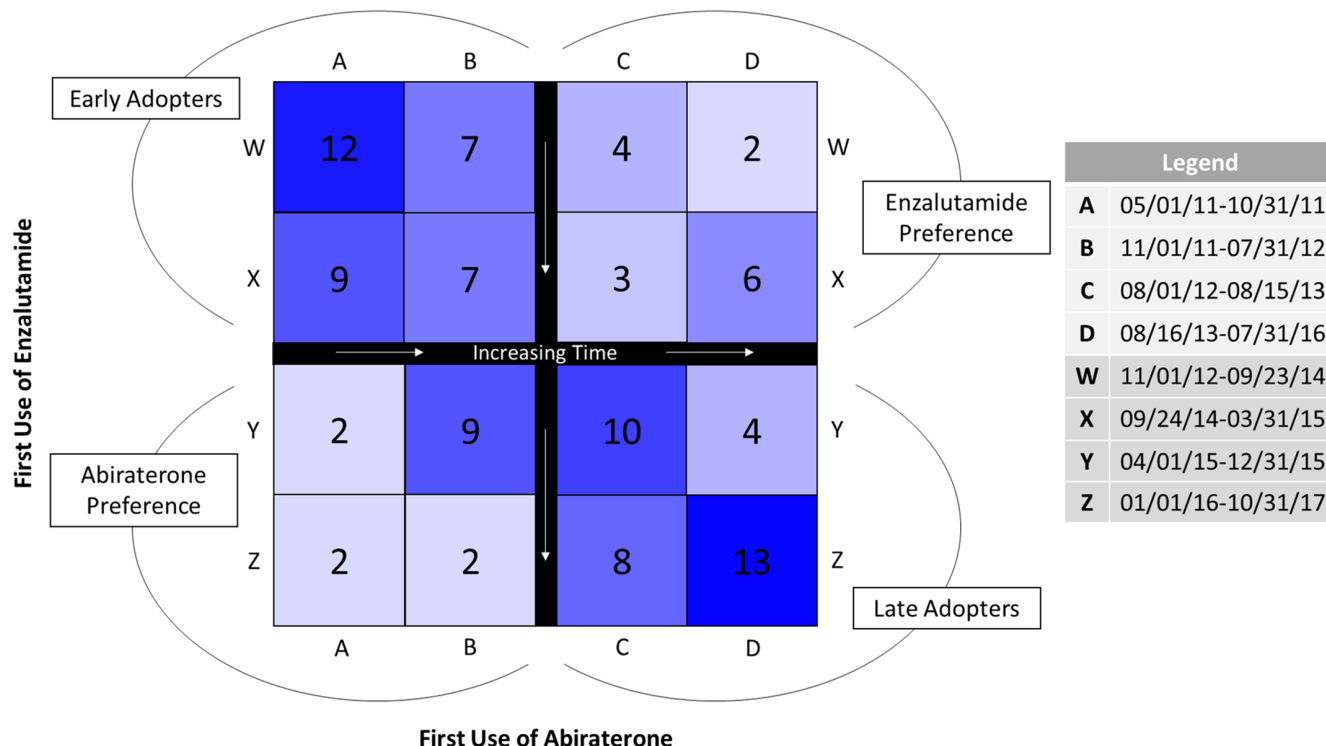 A B C D
Early Adopters
W 12 7 4 2 W
Enzalutamide
Preference
X 9 7 3 6 X
Increasing Time
Y 2 9 10 4 Y
Abiraterone
Preference
Z 2 2 8 13 Z
Late Adopters
A B C D
First Use of Enzalutamide
First Use of Abiraterone
Legend
A 05/01/11-10/31/11
B 11/01/11-07/31/12
C 08/01/12-08/15/13
D 08/16/13-07/31/16
W 11/01/12-09/23/14
X 09/24/14-03/31/15
Y 04/01/15-12/31/15
Z 01/01/16-10/31/17